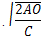 . √(2AO/C)